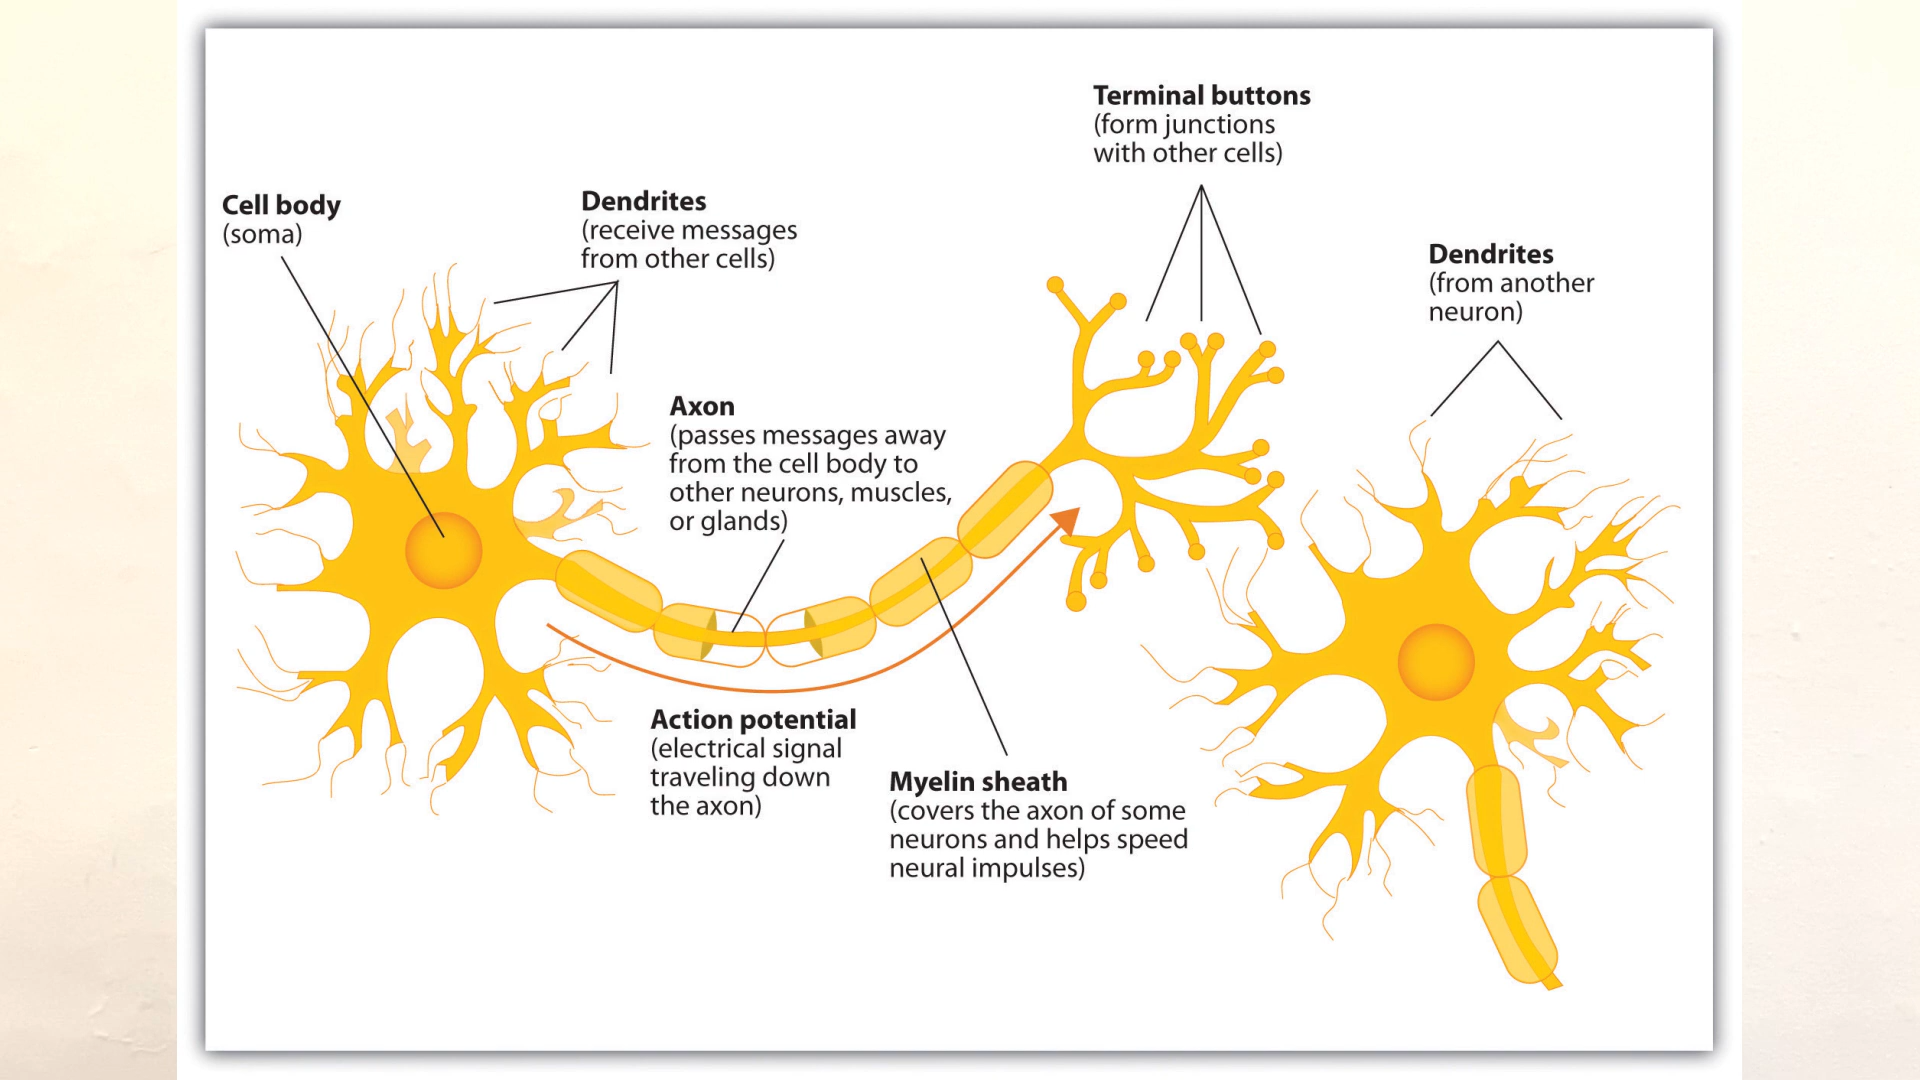 Cell body
(soma)
Dendrites
(receive messages
from other cells)
Terminal buttons
(form junctions
with other cells)
Dendrites
(from another
neuron)
Axon
(passes messages away
from the cell body to
other neurons, muscles,
or glands)
Action potential
(electrical signal
traveling down
the axon)
Myelin sheath
(covers the axon of some
neurons and helps speed
neural impulses)